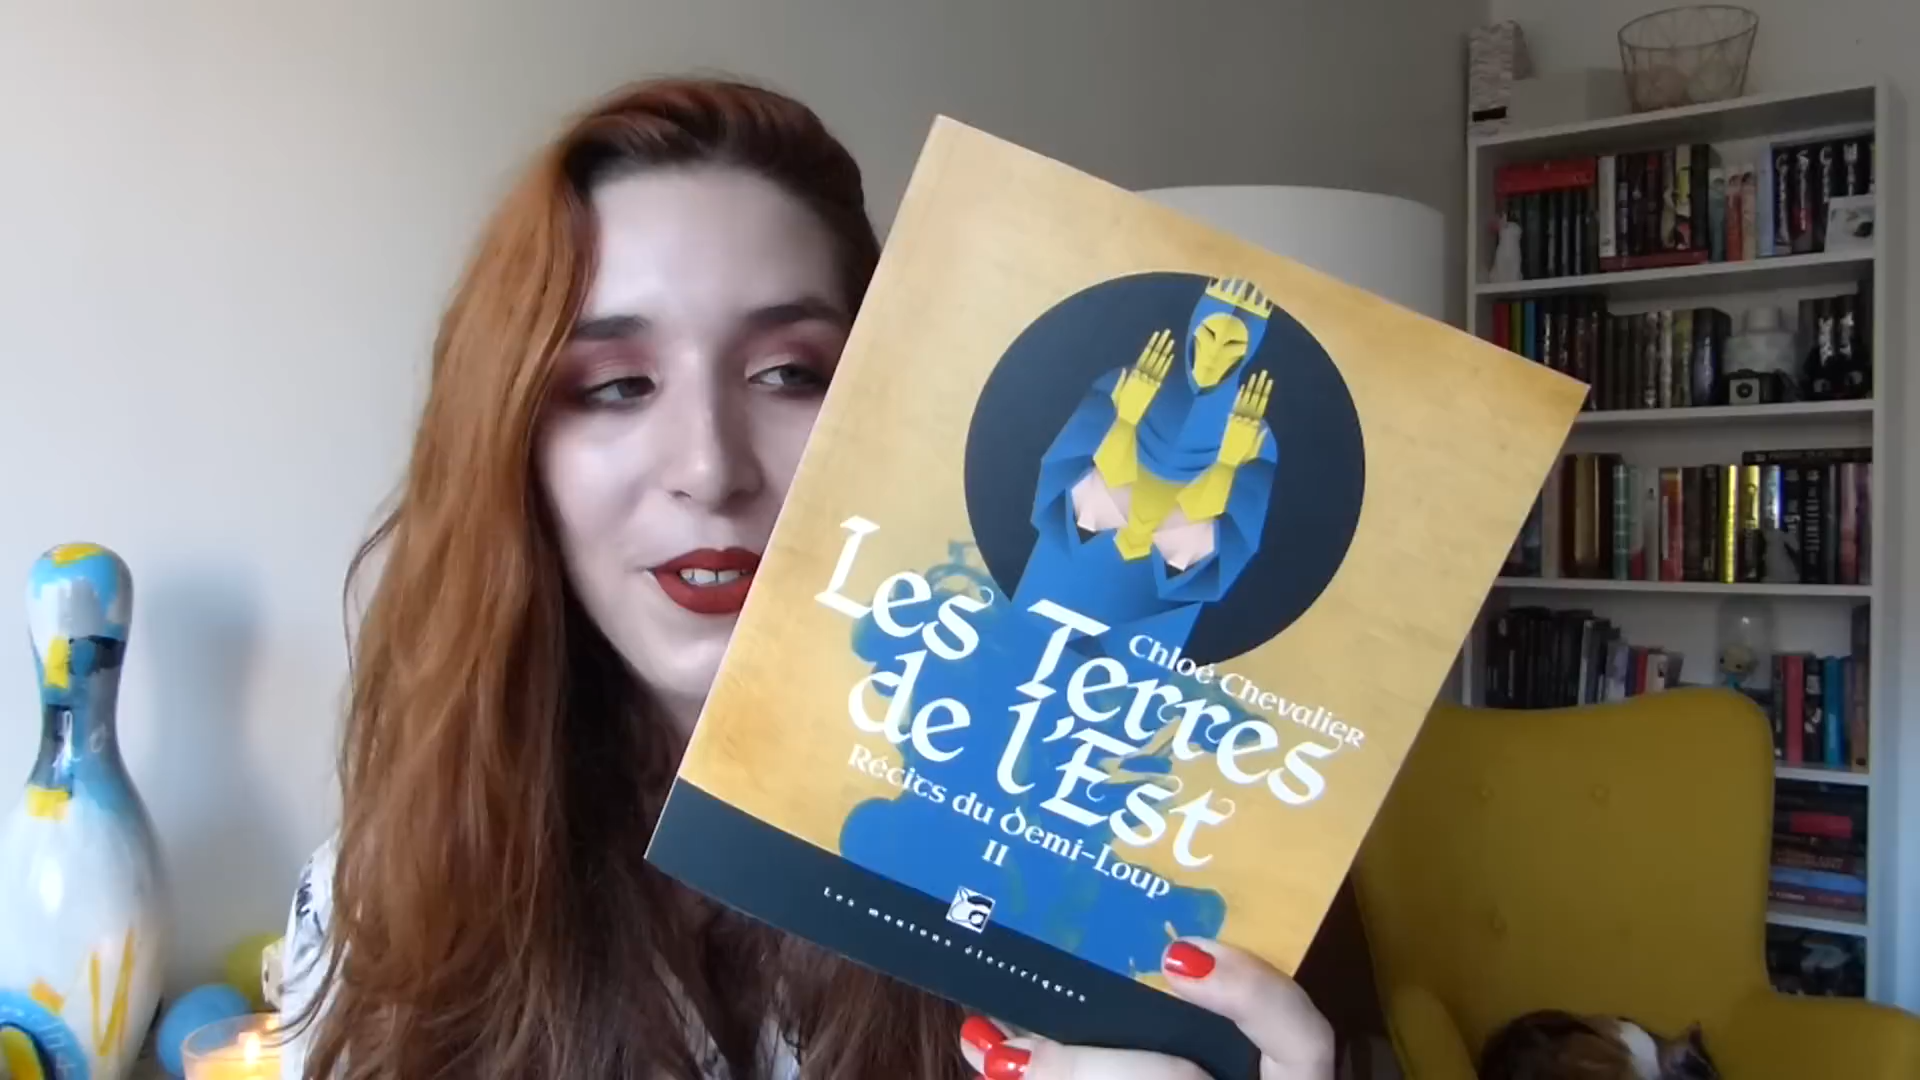 Chloé Chevalier
Les Terres
de l'Est
Récits du Demi-Loup
II
Les moutons électriques